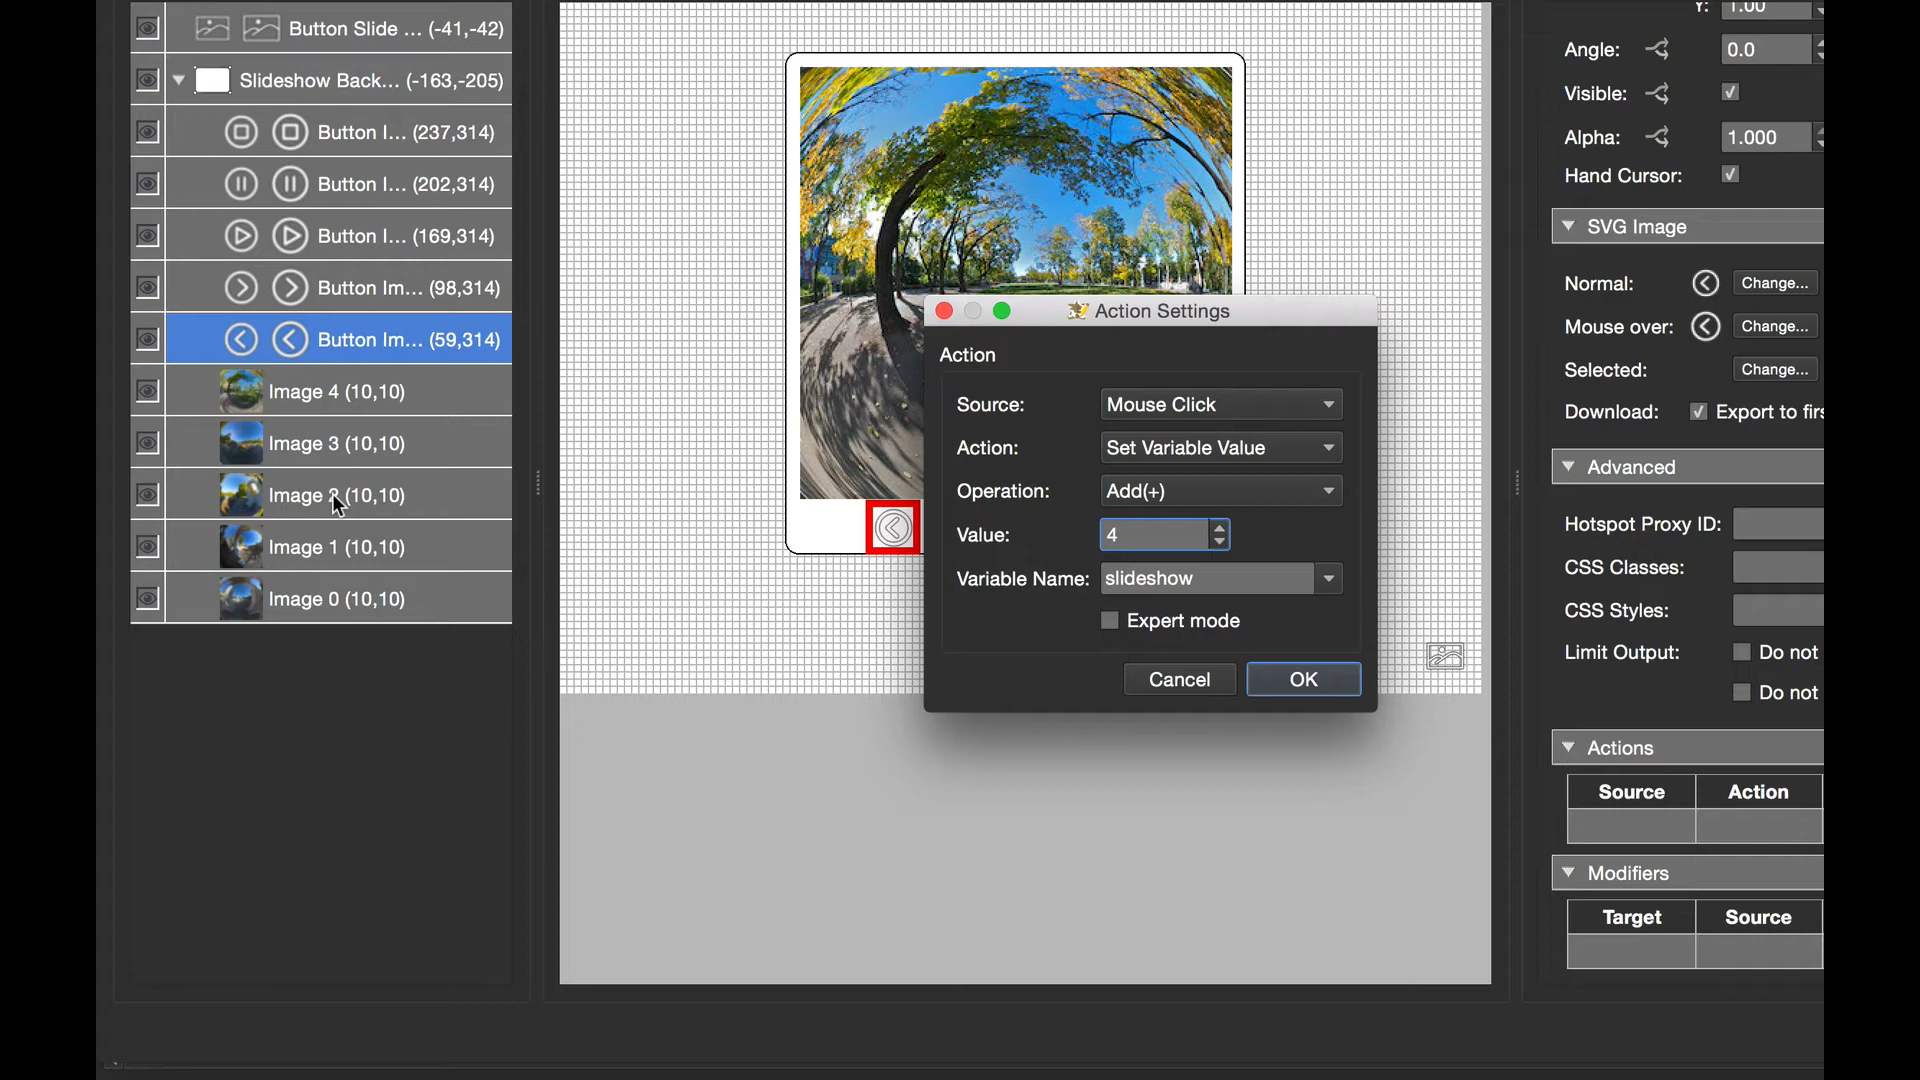 Button Slide ... (-41,-42)
Slideshow Back... (-163,-205)
Button I... (237,314)
Button I... (202,314)
Button I... (169,314)
Button Im... (98,314)
Button Im... (59,314)
Image 4 (10,10)
Image 3 (10,10)
Image 2 (10,10)
Image 1 (10,10)
Image 0 (10,10)
Action Settings
Action
Source: Mouse Click
Action: Set Variable Value
Operation: Add(+)
Value: 4
Variable Name: slideshow
Expert mode
Cancel OK
Y: 1.00
Angle: 0.0
Visible:
Alpha: 1.000
Hand Cursor:
SVG Image
Normal: Change...
Mouse over: Change...
Selected: Change...
Download: Export to firs
Advanced
Hotspot Proxy ID:
CSS Classes:
CSS Styles:
Limit Output: Do not
Do not
Actions
Source Action
Modifiers
Target Source